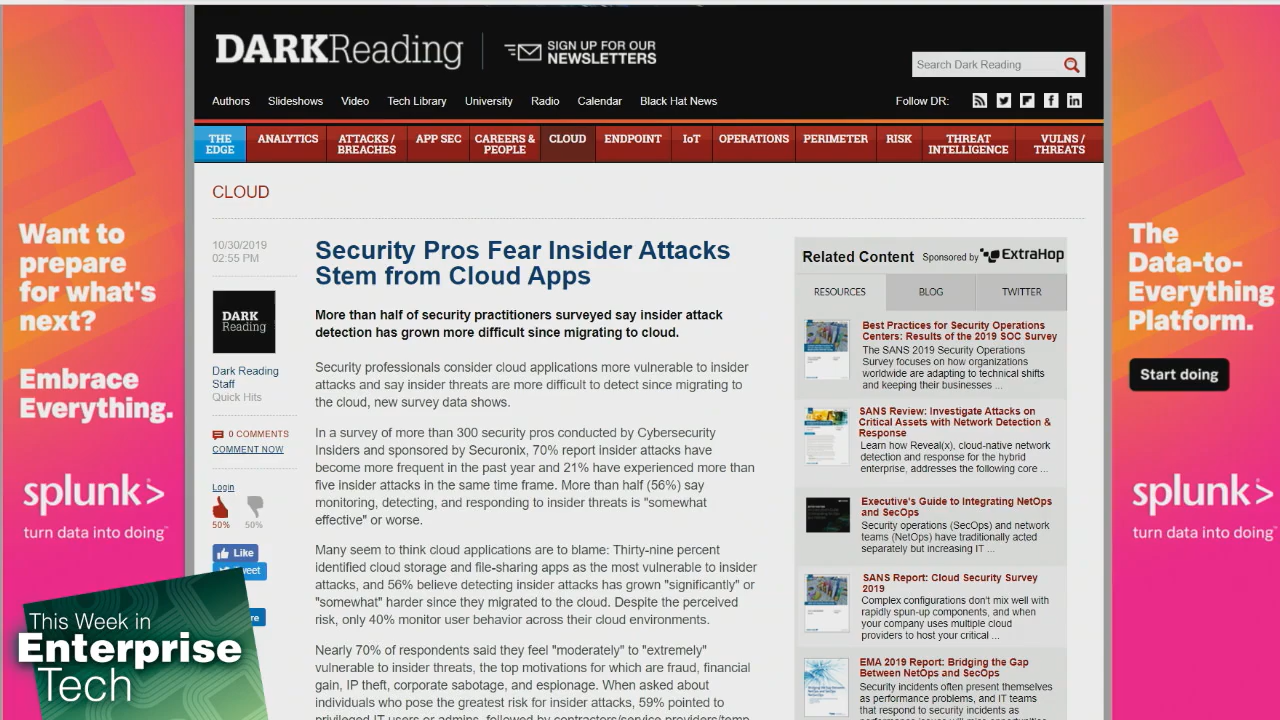 DARKReading
SIGN UP FOR OUR
NEWSLETTERS
Search Dark Reading
Authors Slideshows Video Tech Library University Radio Calendar Black Hat News
Follow DR:
THE EDGE
ANALYTICS
ATTACKS / BREACHES
APP SEC
CAREERS & PEOPLE
CLOUD
ENDPOINT
IoT
OPERATIONS
PERIMETER
RISK
THREAT INTELLIGENCE
VULNS / THREATS
CLOUD
10/30/2019
02:55 PM
DARK
Reading
Dark Reading
Staff
Quick Hits
0 COMMENTS
COMMENT NOW
Login
50% 50%
Like
Security Pros Fear Insider Attacks
Stem from Cloud Apps
More than half of security practitioners surveyed say insider attack
detection has grown more difficult since migrating to cloud.
Security professionals consider cloud applications more vulnerable to insider
attacks and say insider threats are more difficult to detect since migrating to
the cloud, new survey data shows.
In a survey of more than 300 security pros conducted by Cybersecurity
Insiders and sponsored by Securonix, 70% report insider attacks have
become more frequent in the past year and 21% have experienced more than
five insider attacks in the same time frame. More than half (56%) say
monitoring, detecting, and responding to insider threats is "somewhat
effective" or worse.
Many seem to think cloud applications are to blame: Thirty-nine percent
identified cloud storage and file-sharing apps as the most vulnerable to insider
attacks, and 56% believe detecting insider attacks has grown "significantly" or
"somewhat" harder since they migrated to the cloud. Despite the perceived
risk, only 40% monitor user behavior across their cloud environments.
Nearly 70% of respondents said they feel "moderately" to "extremely"
vulnerable to insider threats, the top motivations for which are fraud, financial
gain, IP theft, corporate sabotage, and espionage. When asked about
individuals who pose the greatest risk for insider attacks, 59% pointed to
privileged IT users or admins, followed by contractors/service providers/temp
Related Content Sponsored by ExtraHop
RESOURCES BLOG TWITTER
Best Practices for Security Operations
Centers: Results of the 2019 SOC Survey
The SANS 2019 Security Operations
Survey focuses on how organizations
worldwide are adapting to technical shifts
and keeping their businesses ...
SANS Review: Investigate Attacks on
Critical Assets with Network Detection &
Response
Learn how Reveal(x), cloud-native network
detection and response for the hybrid
enterprise, addresses the following core ...
Executive's Guide to Integrating NetOps
and SecOps
Security operations (SecOps) and network
teams (NetOps) have traditionally acted
separately but increasing IT ...
SANS Report: Cloud Security Survey
2019
Complex configurations don't mix well with
rapidly spun-up components, and when
your company uses multiple cloud
providers to host your critical ...
EMA 2019 Report: Bridging the Gap
Between NetOps and SecOps
Security incidents often present themselves
as performance problems, and IT teams
that respond to security incidents as
Want to
prepare
for what's
next?
Embrace
Everything.
splunk>
turn data into doing™
The
Data-to-
Everything
Platform.
Start doing
splunk>
turn data into doing™
This Week in
Enterprise
Tech